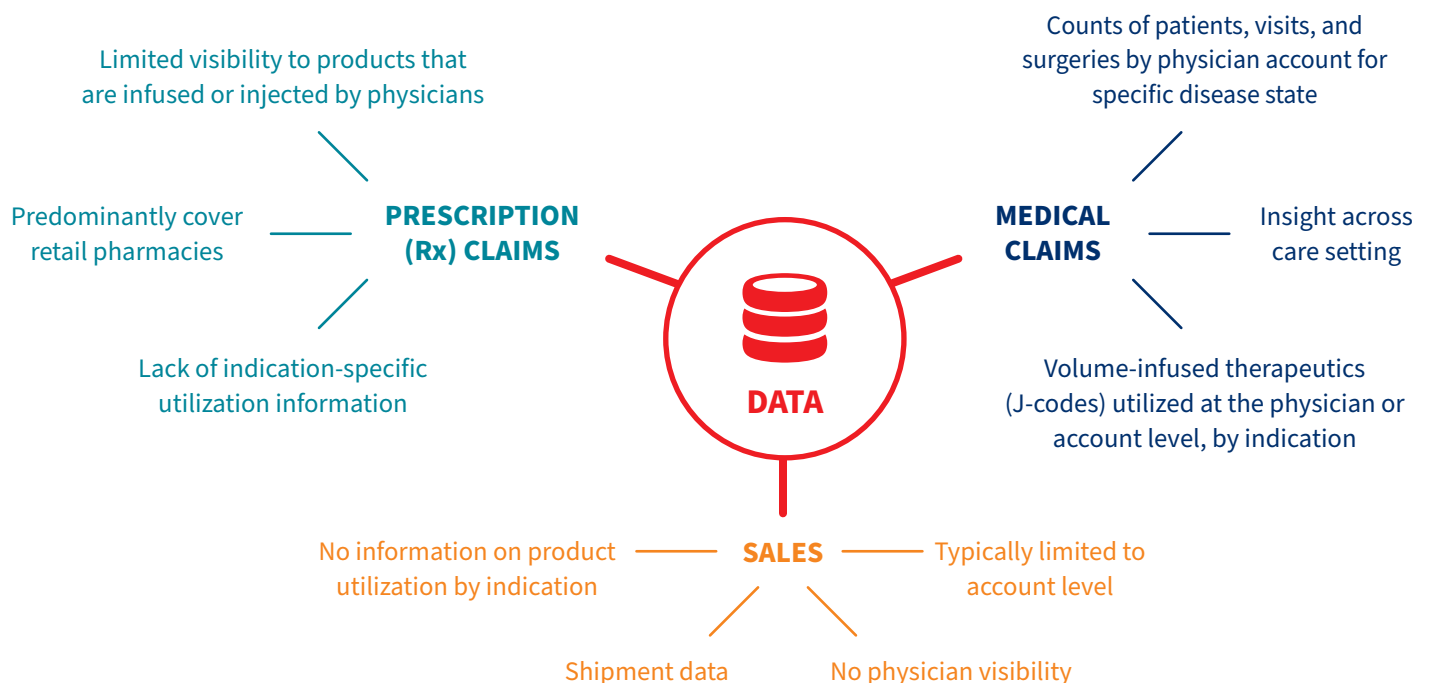 Limited visibility to products that
are infused or injected by physicians
Predominantly cover
retail pharmacies
PRESCRIPTION
(Rx) CLAIMS
Lack of indication-specific
utilization information
DATA
Counts of patients, visits, and
surgeries by physician account for
specific disease state
MEDICAL
CLAIMS
Insight across
care setting
Volume-infused therapeutics
(J-codes) utilized at the physician or
account level, by indication
No information on product
utilization by indication
SALES
Typically limited to
account level
Shipment data
No physician visibility